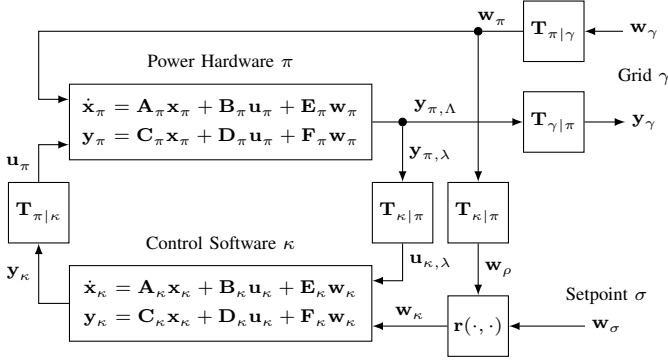 w_π
T_π|γ
w_γ
Power Hardware π
Grid γ
ẋ_π = A_π x_π + B_π u_π + E_π w_π
y_π = C_π x_π + D_π u_π + F_π w_π
y_π,Λ
T_γ|π
y_γ
u_π
y_π,λ
T_π|κ
T_κ|π
T_κ|π
Control Software κ
u_κ,λ
w_ρ
y_κ
ẋ_κ = A_κ x_κ + B_κ u_κ + E_κ w_κ
y_κ = C_κ x_κ + D_κ u_κ + F_κ w_κ
w_κ
r(·, ·)
Setpoint σ
w_σ